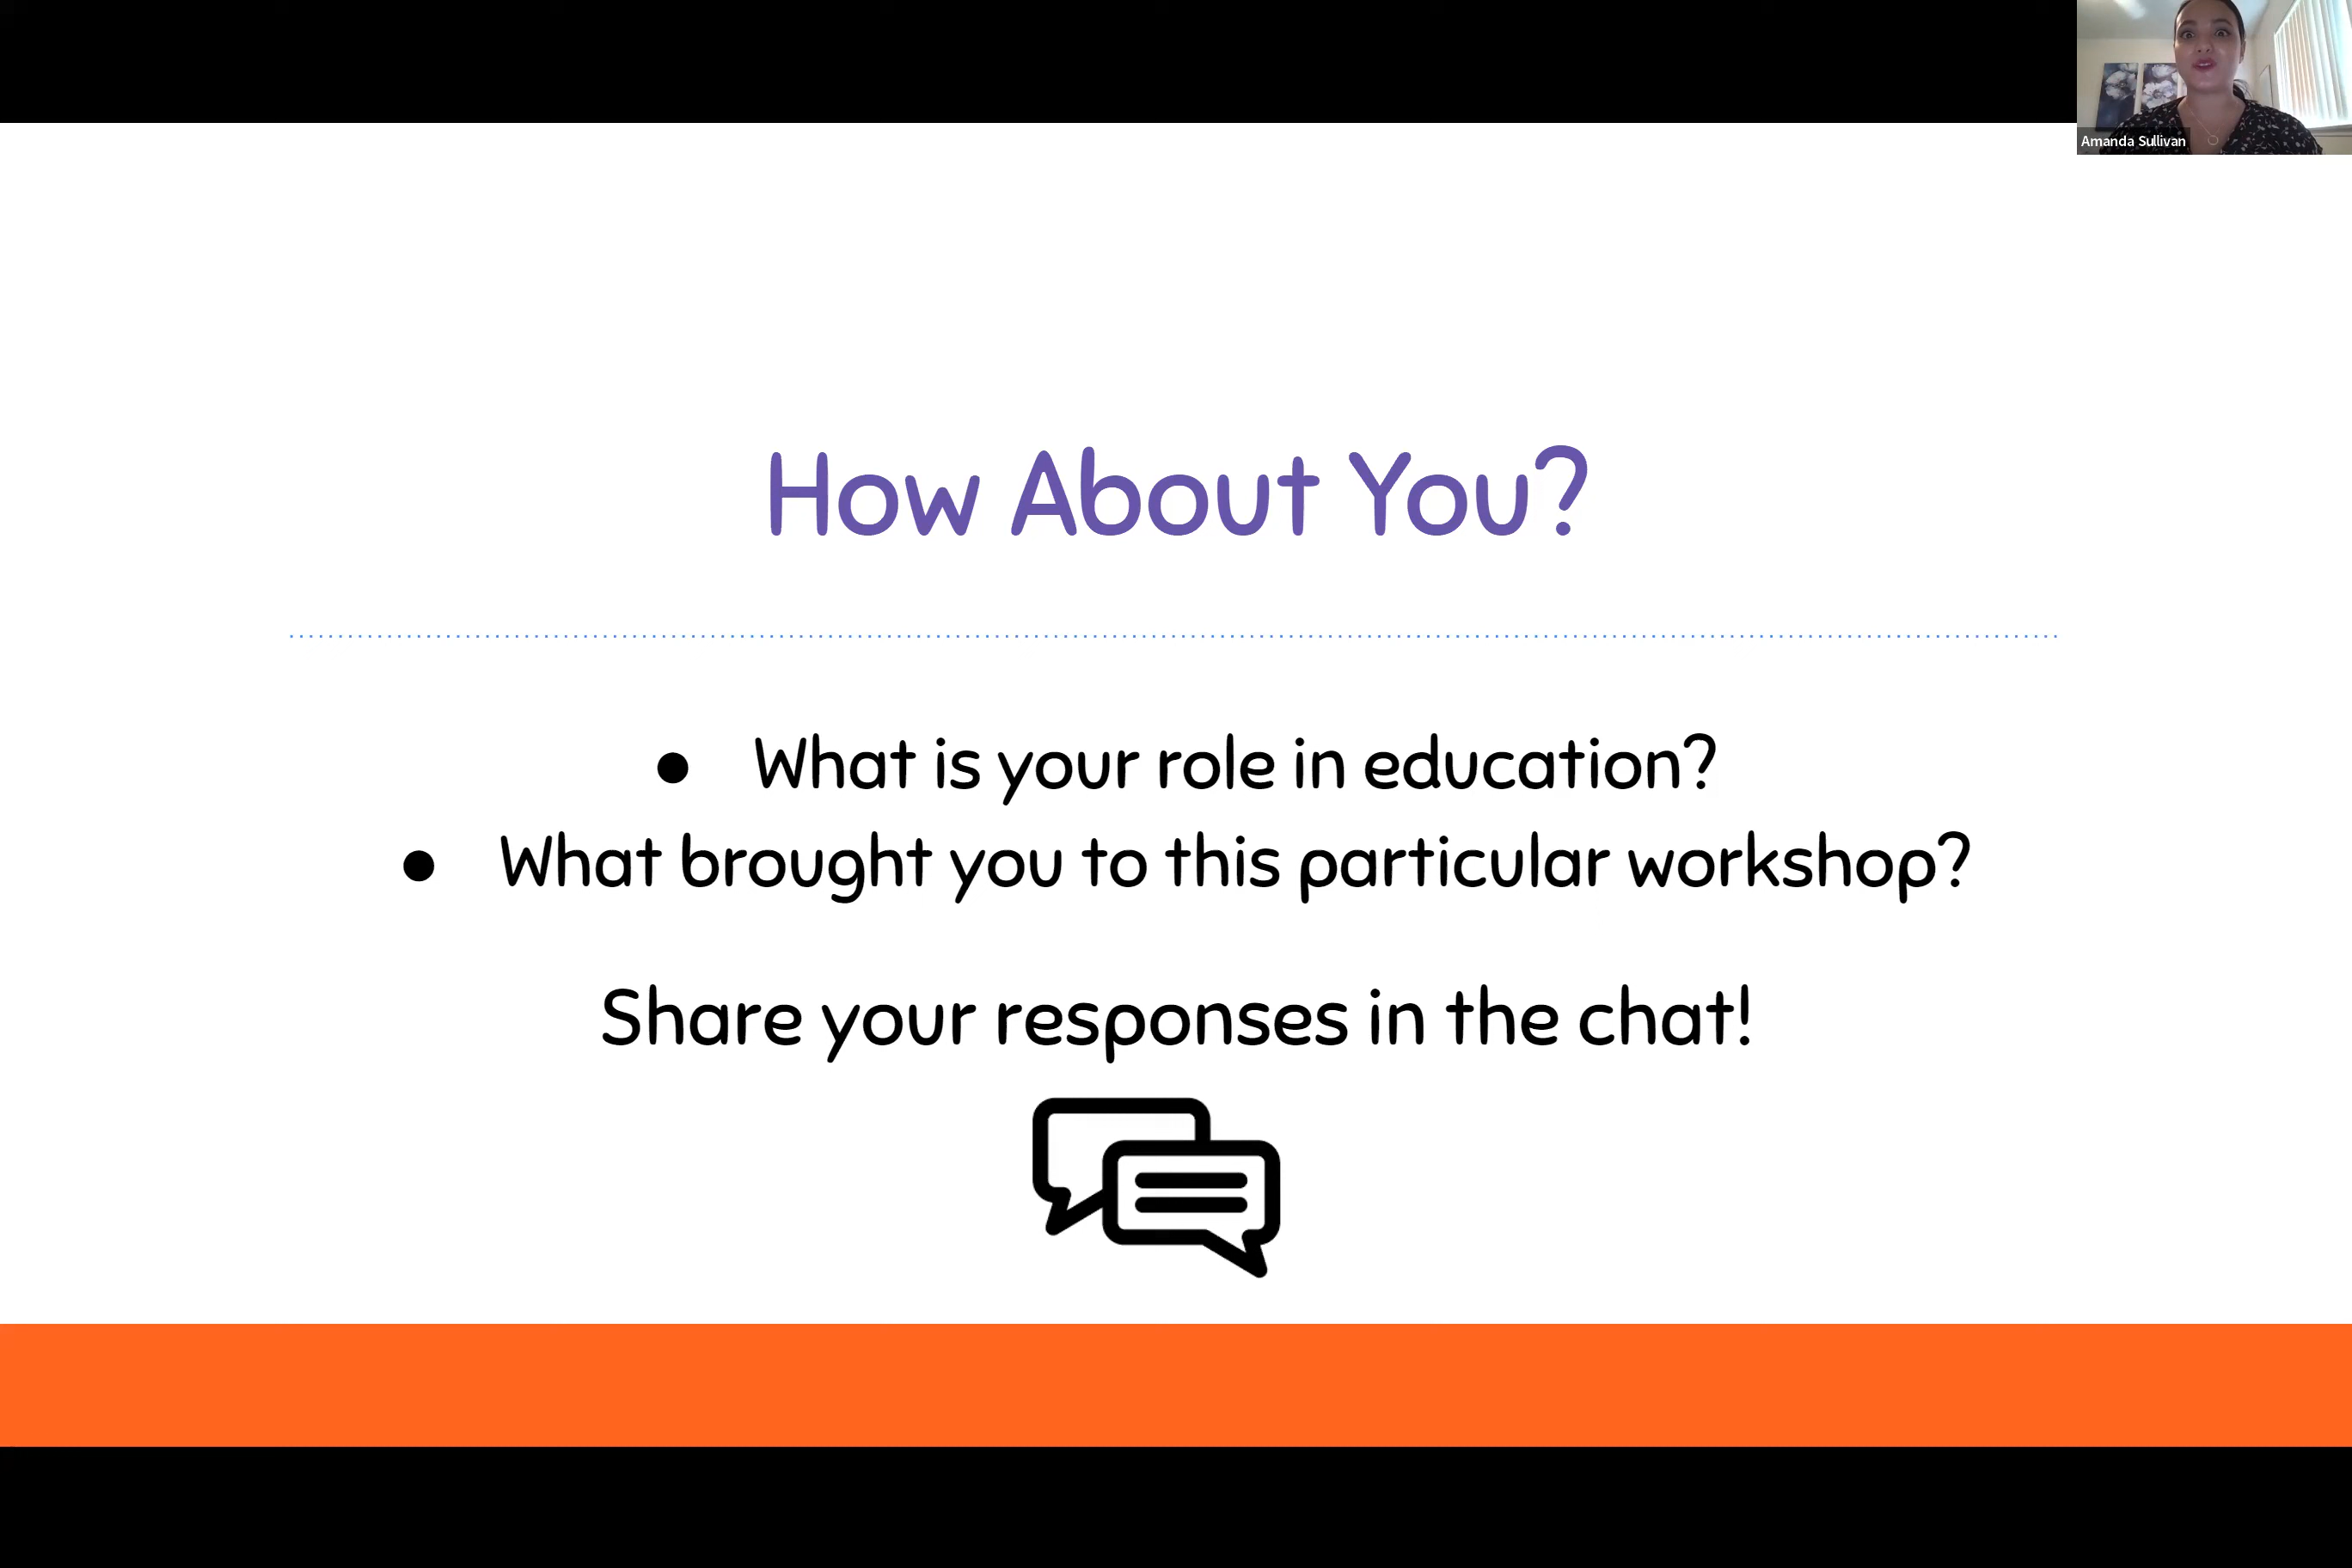 Amanda Sullivan
How About You?
● What is your role in education?
● What brought you to this particular workshop?
Share your responses in the chat!